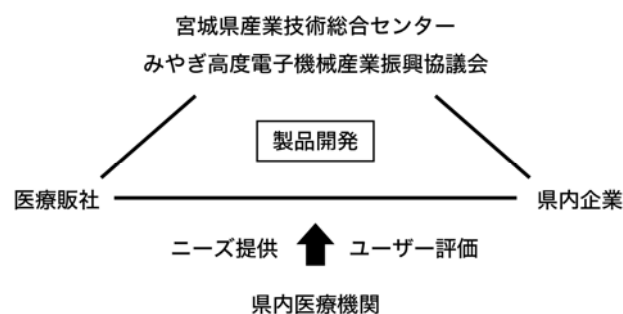 宮城県産業技術総合センター
みやぎ高度電子機械産業振興協議会
製品開発
医療販社
県内企業
ニーズ提供
ユーザー評価
県内医療機関